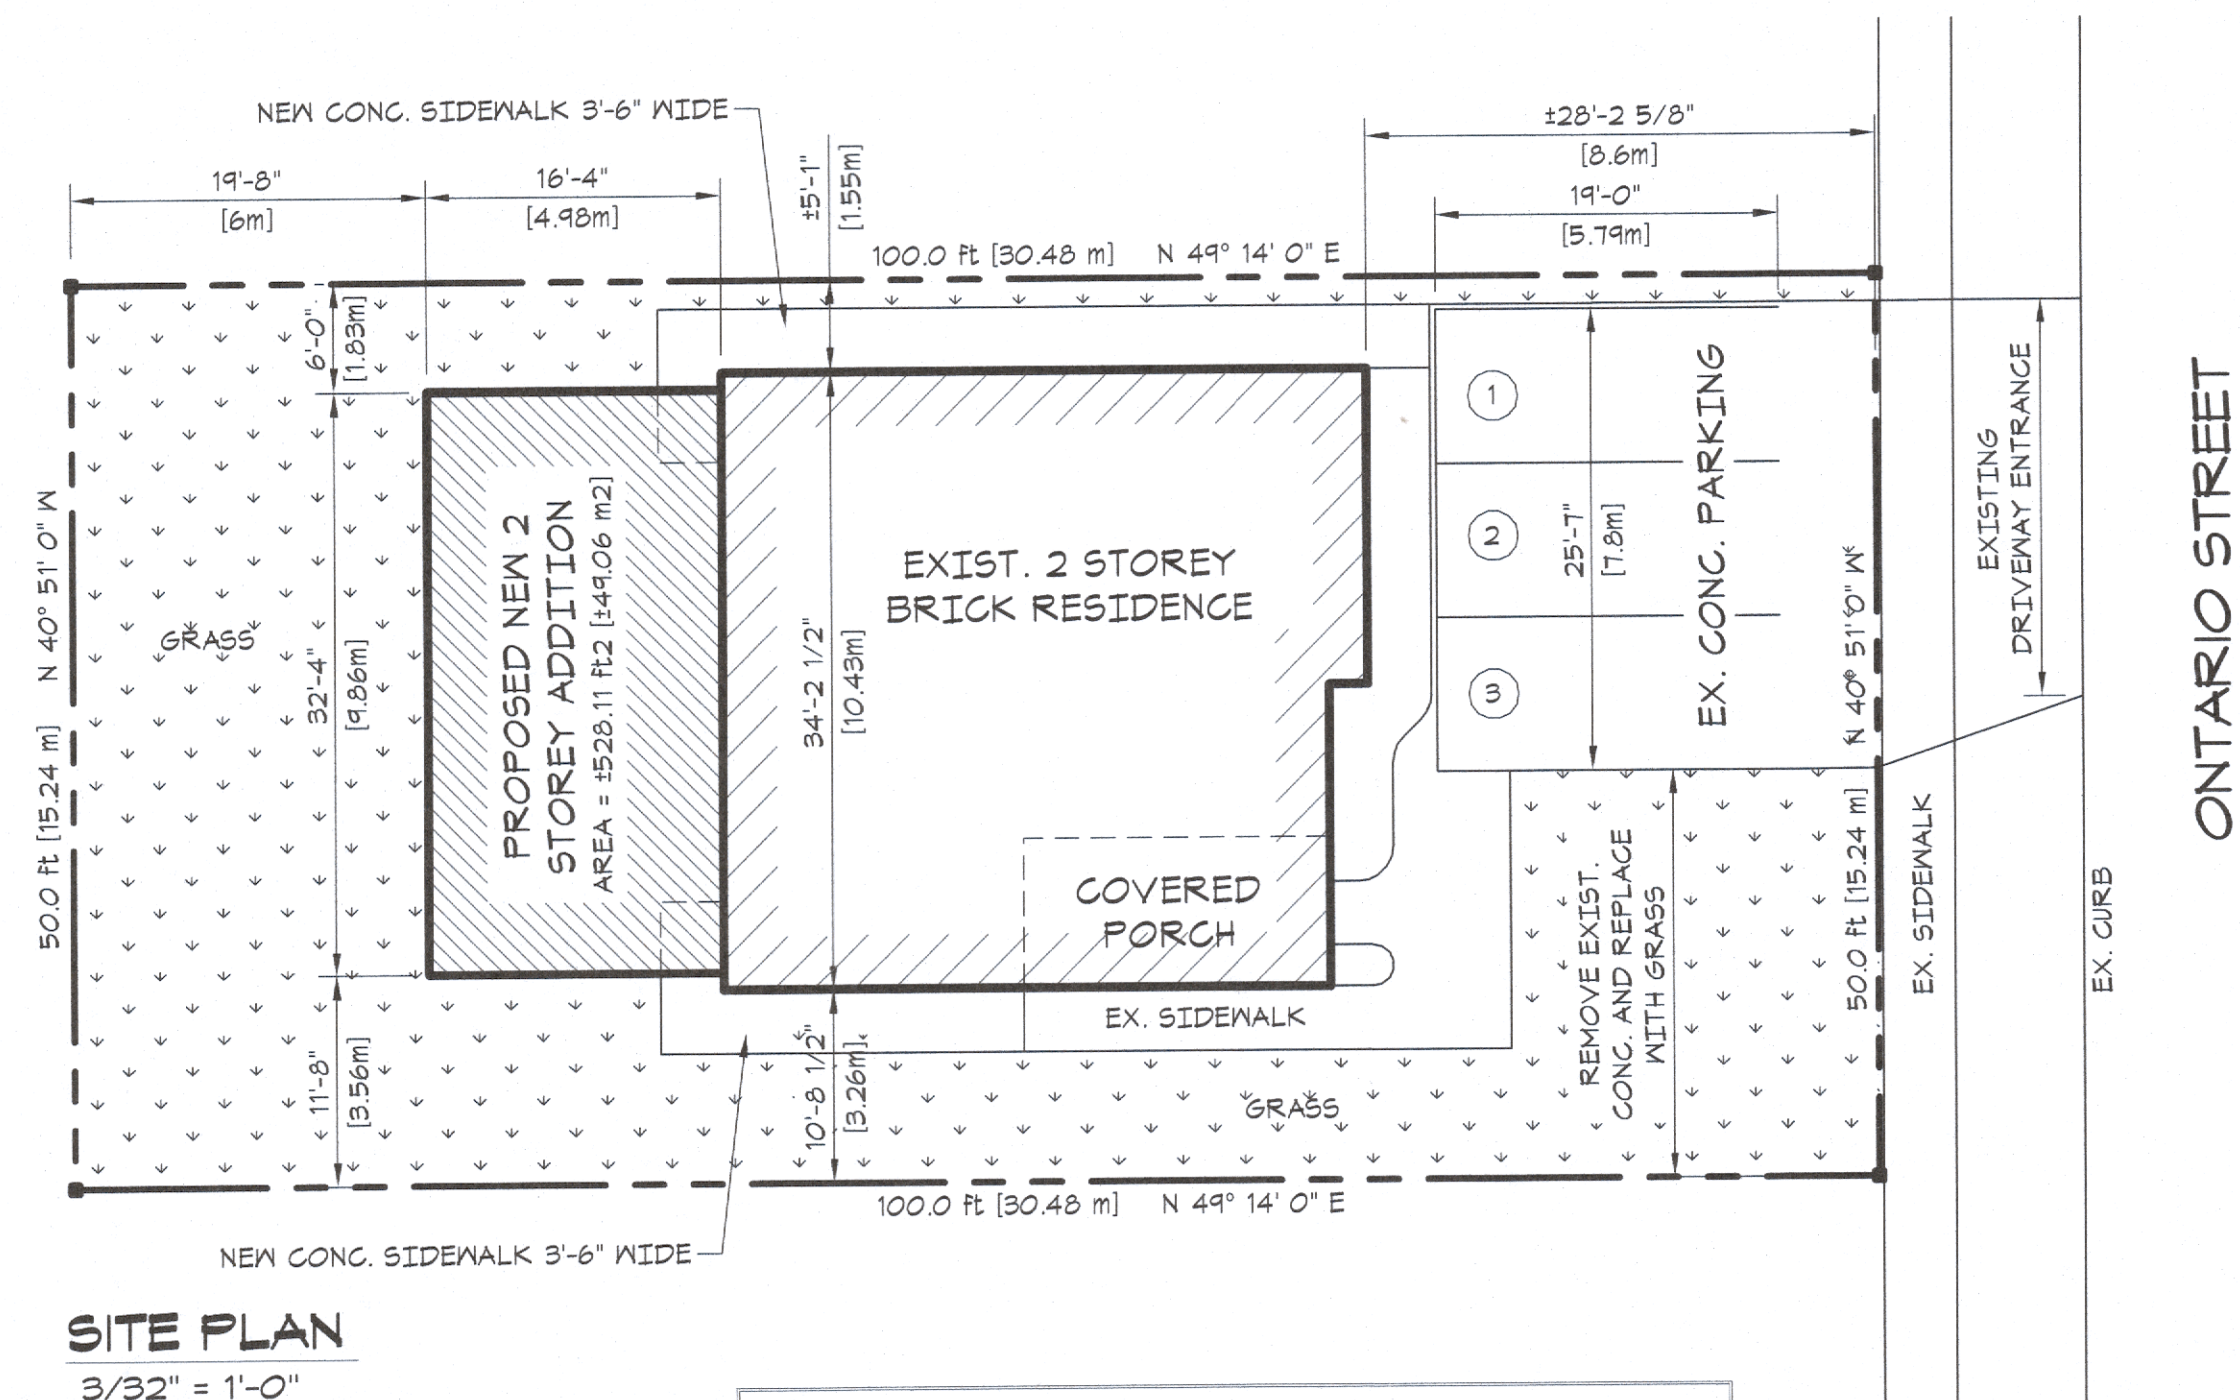 NEW CONC. SIDEWALK 3'-6" WIDE
±28'-2 5/8"
[8.6m]
19'-8"
[6m]
16'-4"
[4.98m]
±5'-1"
[1.55m]
19'-0"
[5.79m]
100.0 ft [30.48 m] N 49° 14' 0" E
6'-0"
[1.83m]
50.0 ft [15.24 m] N 40° 51' 0" W
GRASS
32'-4"
[9.86m]
PROPOSED NEW 2
STOREY ADDITION
AREA = ±528.11 ft2 [±49.06 m2]
34'-2 1/2"
[10.43m]
EXIST. 2 STOREY
BRICK RESIDENCE
COVERED
PORCH
1
2
3
25'-7"
[7.8m]
EX. CONC. PARKING
50.0 ft [15.24 m] N 40° 51' 0" W
EXISTING
DRIVEWAY ENTRANCE
ONTARIO STREET
EX. SIDEWALK
EX. CURB
REMOVE EXIST.
CONC. AND REPLACE
WITH GRASS
EX. SIDEWALK
11'-8"
[3.56m]
10'-8 1/2"
[3.26m]
GRASS
100.0 ft [30.48 m] N 49° 14' 0" E
NEW CONC. SIDEWALK 3'-6" WIDE
SITE PLAN
3/32" = 1'-0"